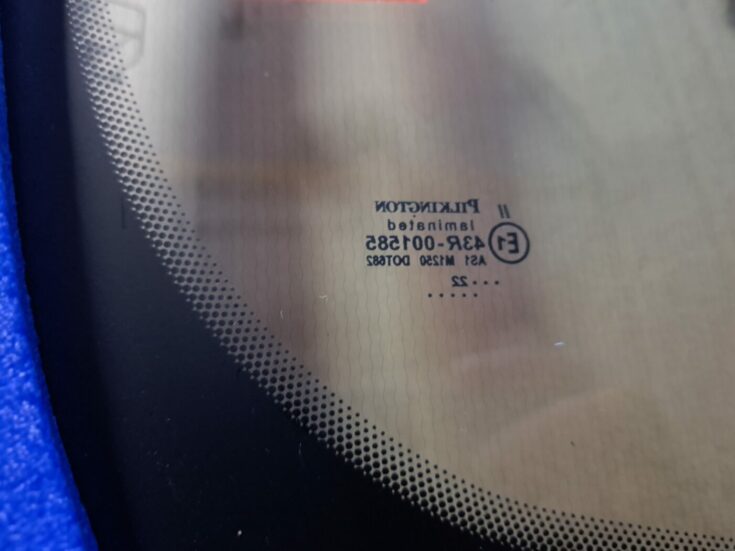 // PILKINGTON
laminated
E1 43R-001585
AS1 M1250 DOT682
... 22 ...
.. ....